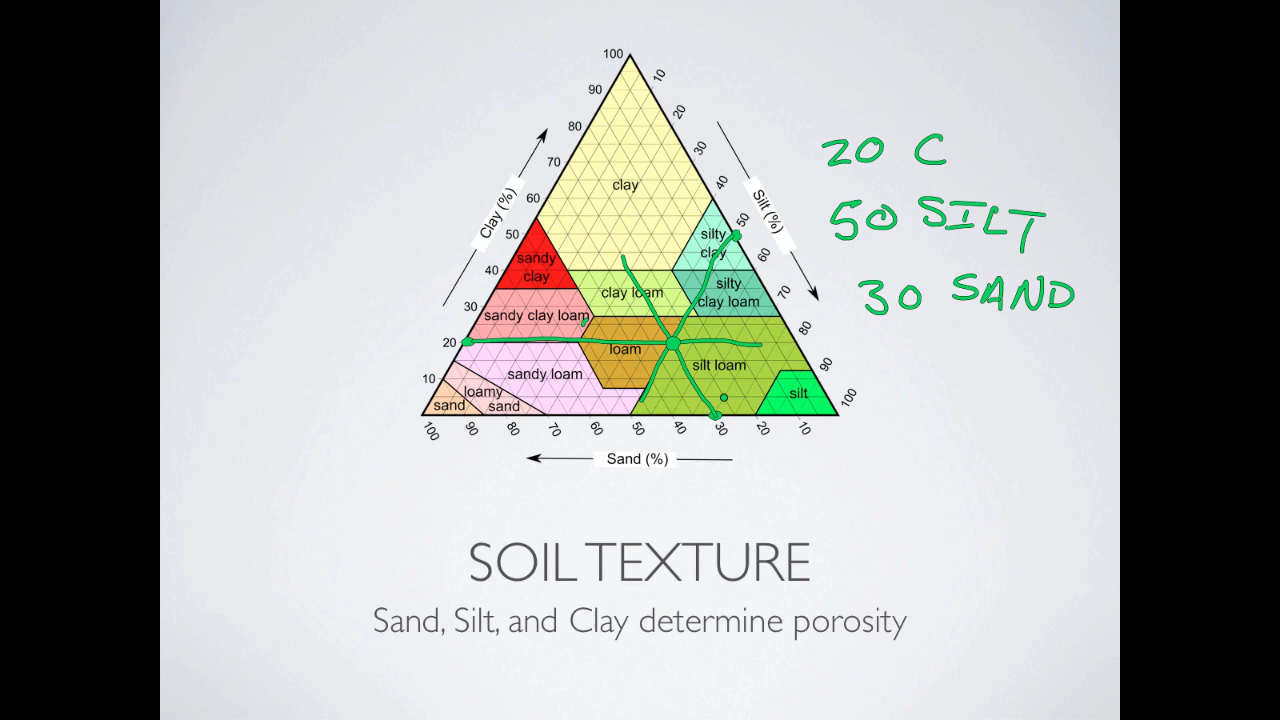 100
90
80
70
60
50
40
30
20
10
10
20
30
40
50
60
70
80
90
100
100
90
80
70
60
50
40
30
20
10
Clay (%)
Silt (%)
Sand (%)
clay
silty
clay
sandy
clay
clay loam
silty
clay loam
sandy clay loam
loam
silt loam
sandy loam
silt
loamy
sand
sand
20 C
50 SILT
30 SAND
SOIL TEXTURE
Sand, Silt, and Clay determine porosity